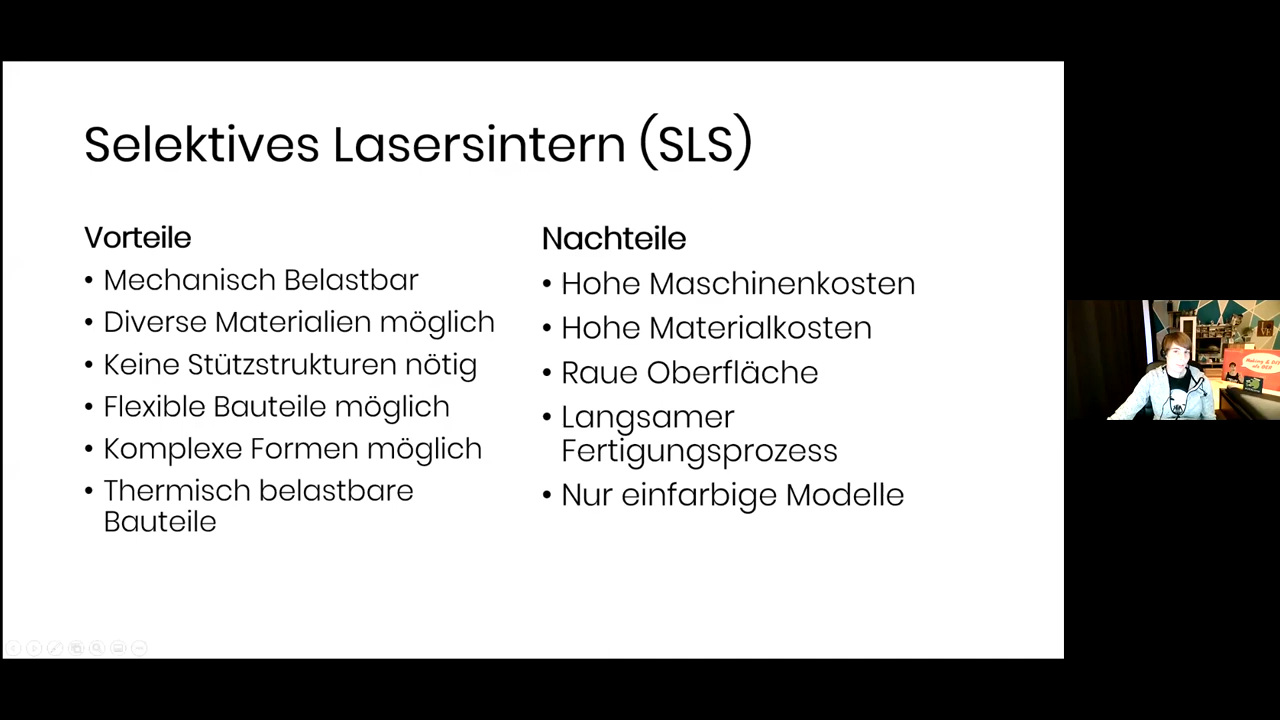 Selektives Lasersintern (SLS)
Vorteile
• Mechanisch Belastbar
• Diverse Materialien möglich
• Keine Stützstrukturen nötig
• Flexible Bauteile möglich
• Komplexe Formen möglich
• Thermisch belastbare
Bauteile
Nachteile
• Hohe Maschinenkosten
• Hohe Materialkosten
• Raue Oberfläche
• Langsamer
Fertigungsprozess
• Nur einfarbige Modelle